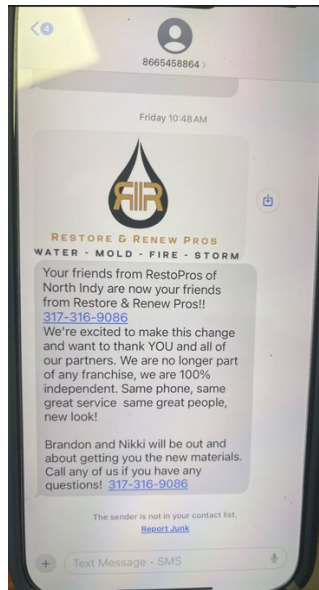 4
8665458864 >
Friday 10:48 AM
RR
RESTORE & RENEW PROS
WATER - MOLD - FIRE - STORM
Your friends from RestoPros of
North Indy are now your friends
from Restore & Renew Pros!!
317-316-9086
We're excited to make this change
and want to thank YOU and all of
our partners. We are no longer part
of any franchise, we are 100%
independent. Same phone, same
great service  same great people,
new look!
Brandon and Nikki will be out and
about getting you the new materials.
Call any of us if you have any
questions!  317-316-9086
The sender is not in your contact list.
Report Junk
+
Text Message - SMS